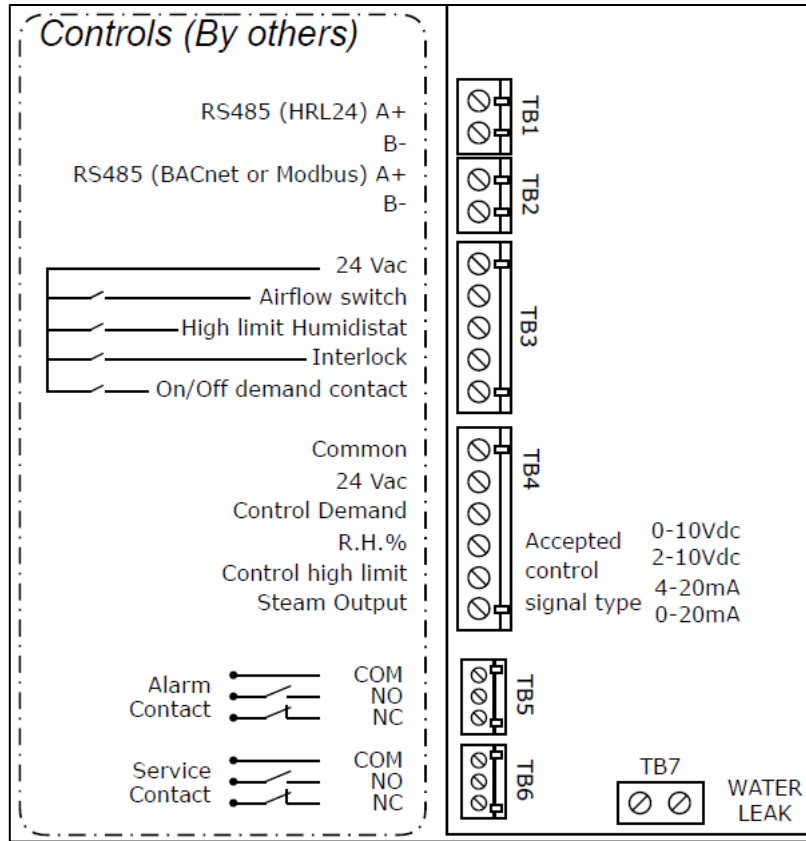 Controls (By others)
RS485 (HRL24) A+
B-
TB1
RS485 (BACnet or Modbus) A+
B-
TB2
24 Vac
Airflow switch
High limit Humidistat
Interlock
On/Off demand contact
TB3
Common
24 Vac
Control Demand
R.H.%
Control high limit
Steam Output
TB4
Accepted
control
signal type
0-10Vdc
2-10Vdc
4-20mA
0-20mA
Alarm
Contact
COM
NO
NC
TB5
Service
Contact
COM
NO
NC
TB6
TB7
WATER
LEAK